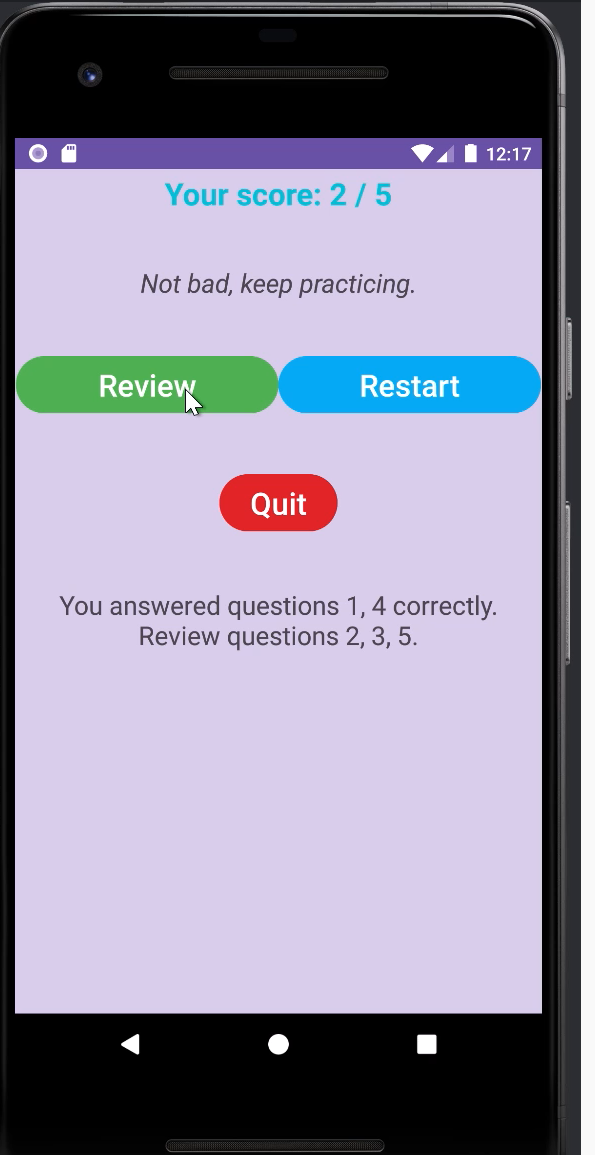 12:17
Your score: 2 / 5
Not bad, keep practicing.
Review Restart
Quit
You answered questions 1, 4 correctly.
Review questions 2, 3, 5.